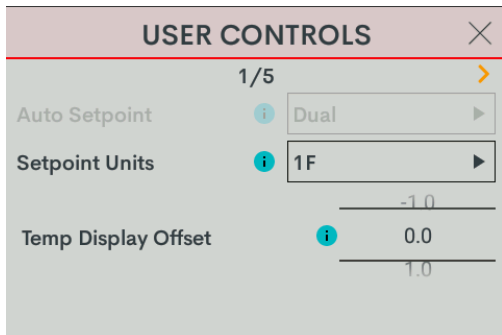 USER CONTROLS
1/5
Auto Setpoint Dual
Setpoint Units 1F
-1.0
Temp Display Offset 0.0
1.0